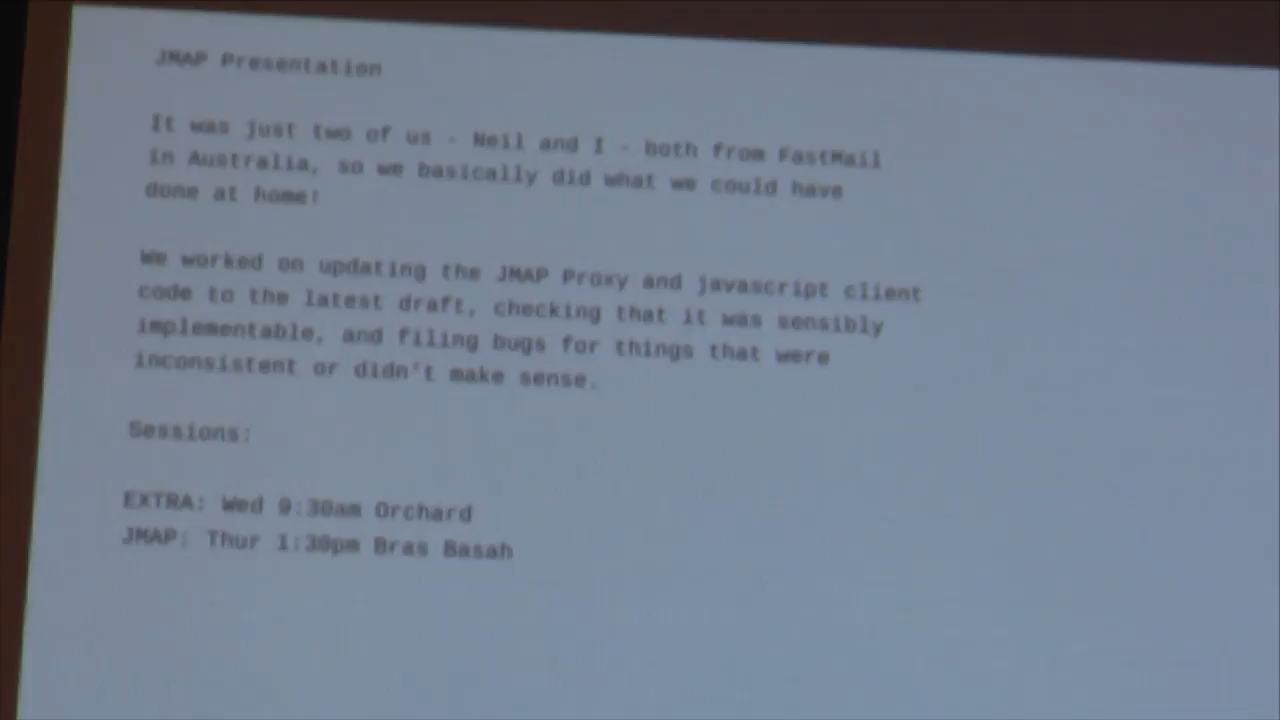 JMAP Presentation
It was just two of us - Neil and I - both from FastMail
in Australia, so we basically did what we could have
done at home!
We worked on updating the JMAP Proxy and javascript client
code to the latest draft, checking that it was sensibly
implementable, and filing bugs for things that were
inconsistent or didn't make sense.
Sessions:
EXTRA: Wed 9:30am Orchard
JMAP: Thur 1:30pm Bras Basah